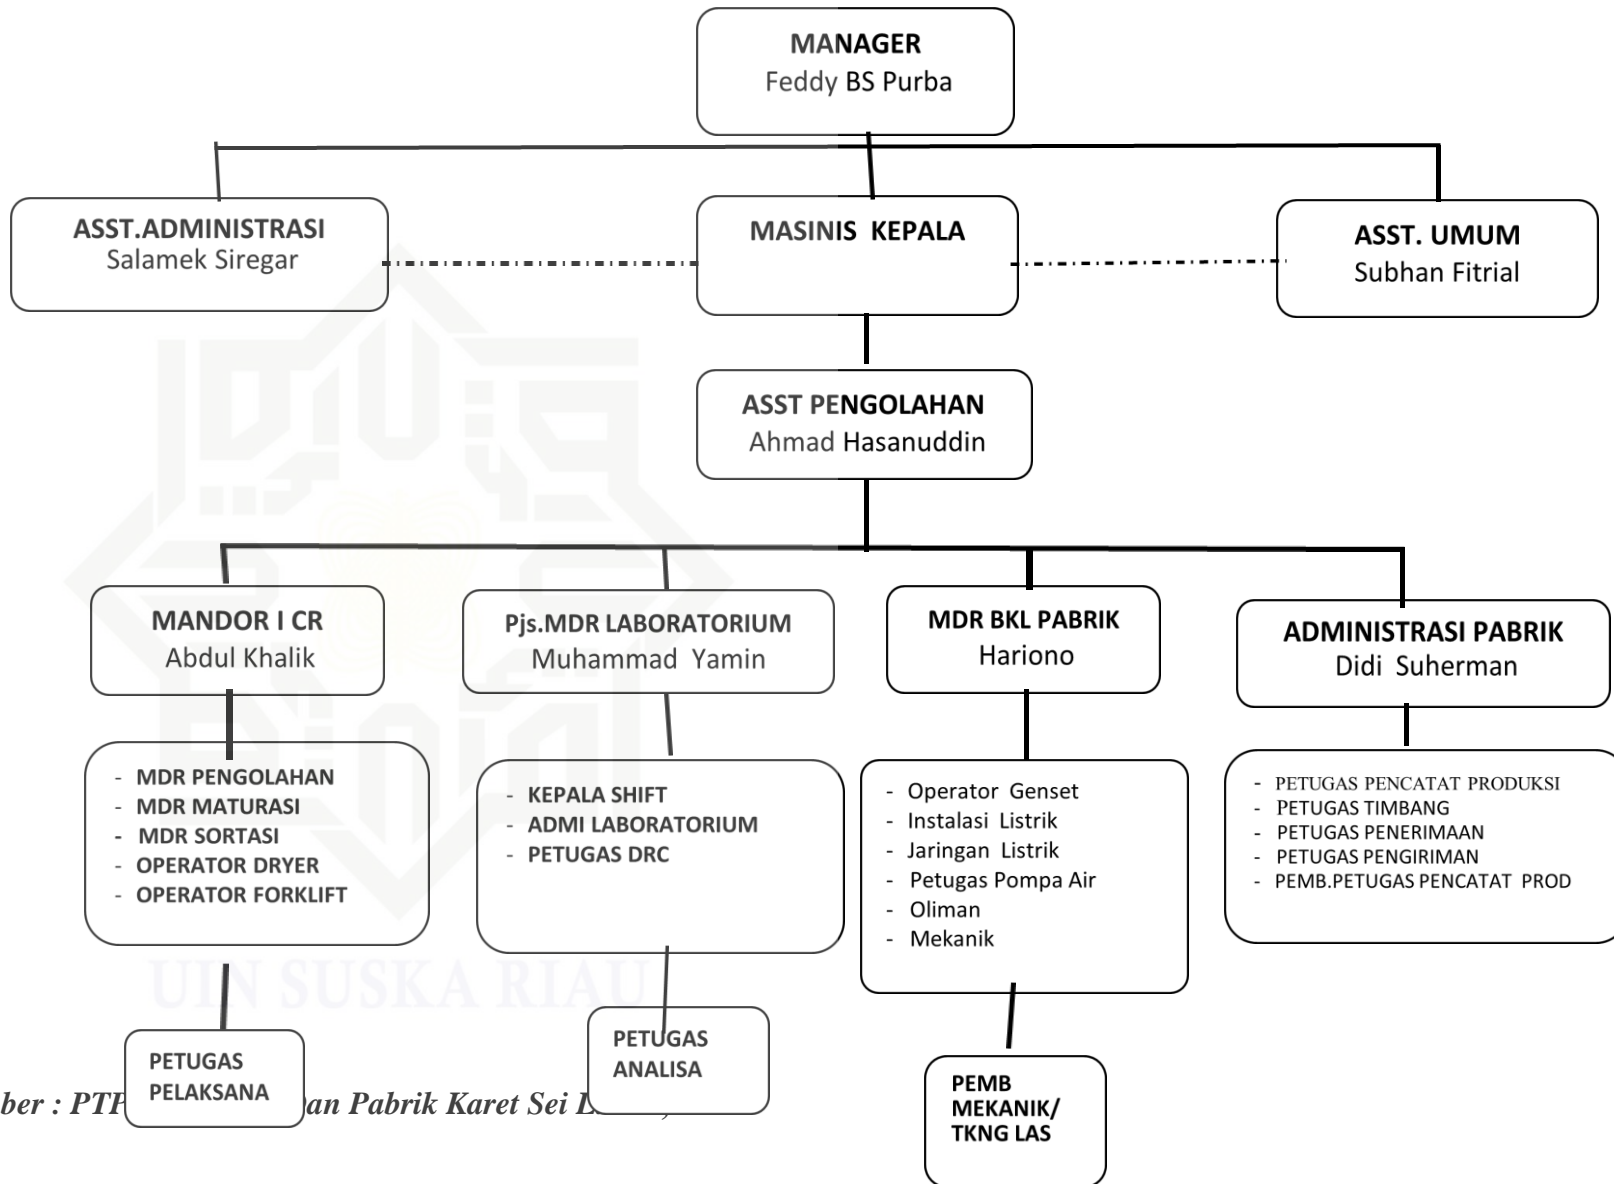 MANAGER
Feddy BS Purba
ASST.ADMINISTRASI
Salamek Siregar
MASINIS KEPALA
ASST. UMUM
Subhan Fitrial
ASST PENGOLAHAN
Ahmad Hasanuddin
MANDOR I CR
Abdul Khalik
Pjs.MDR LABORATORIUM
Muhammad Yamin
MDR BKL PABRIK
Hariono
ADMINISTRASI PABRIK
Didi Suherman
- MDR PENGOLAHAN
- MDR MATURASI
- MDR SORTASI
- OPERATOR DRYER
- OPERATOR FORKLIFT
- KEPALA SHIFT
- ADMI LABORATORIUM
- PETUGAS DRC
- Operator Genset
- Instalasi Listrik
- Jaringan Listrik
- Petugas Pompa Air
- Oliman
- Mekanik
- PETUGAS PENCATAT PRODUKSI
- PETUGAS TIMBANG
- PETUGAS PENERIMAAN
- PETUGAS PENGIRIMAN
- PEMB.PETUGAS PENCATAT PROD
UIN SUSKA RIAU
PETUGAS
PELAKSANA
PETUGAS
ANALISA
PEMB
MEKANIK/
TKNG LAS
ber : PTP an Pabrik Karet Sei